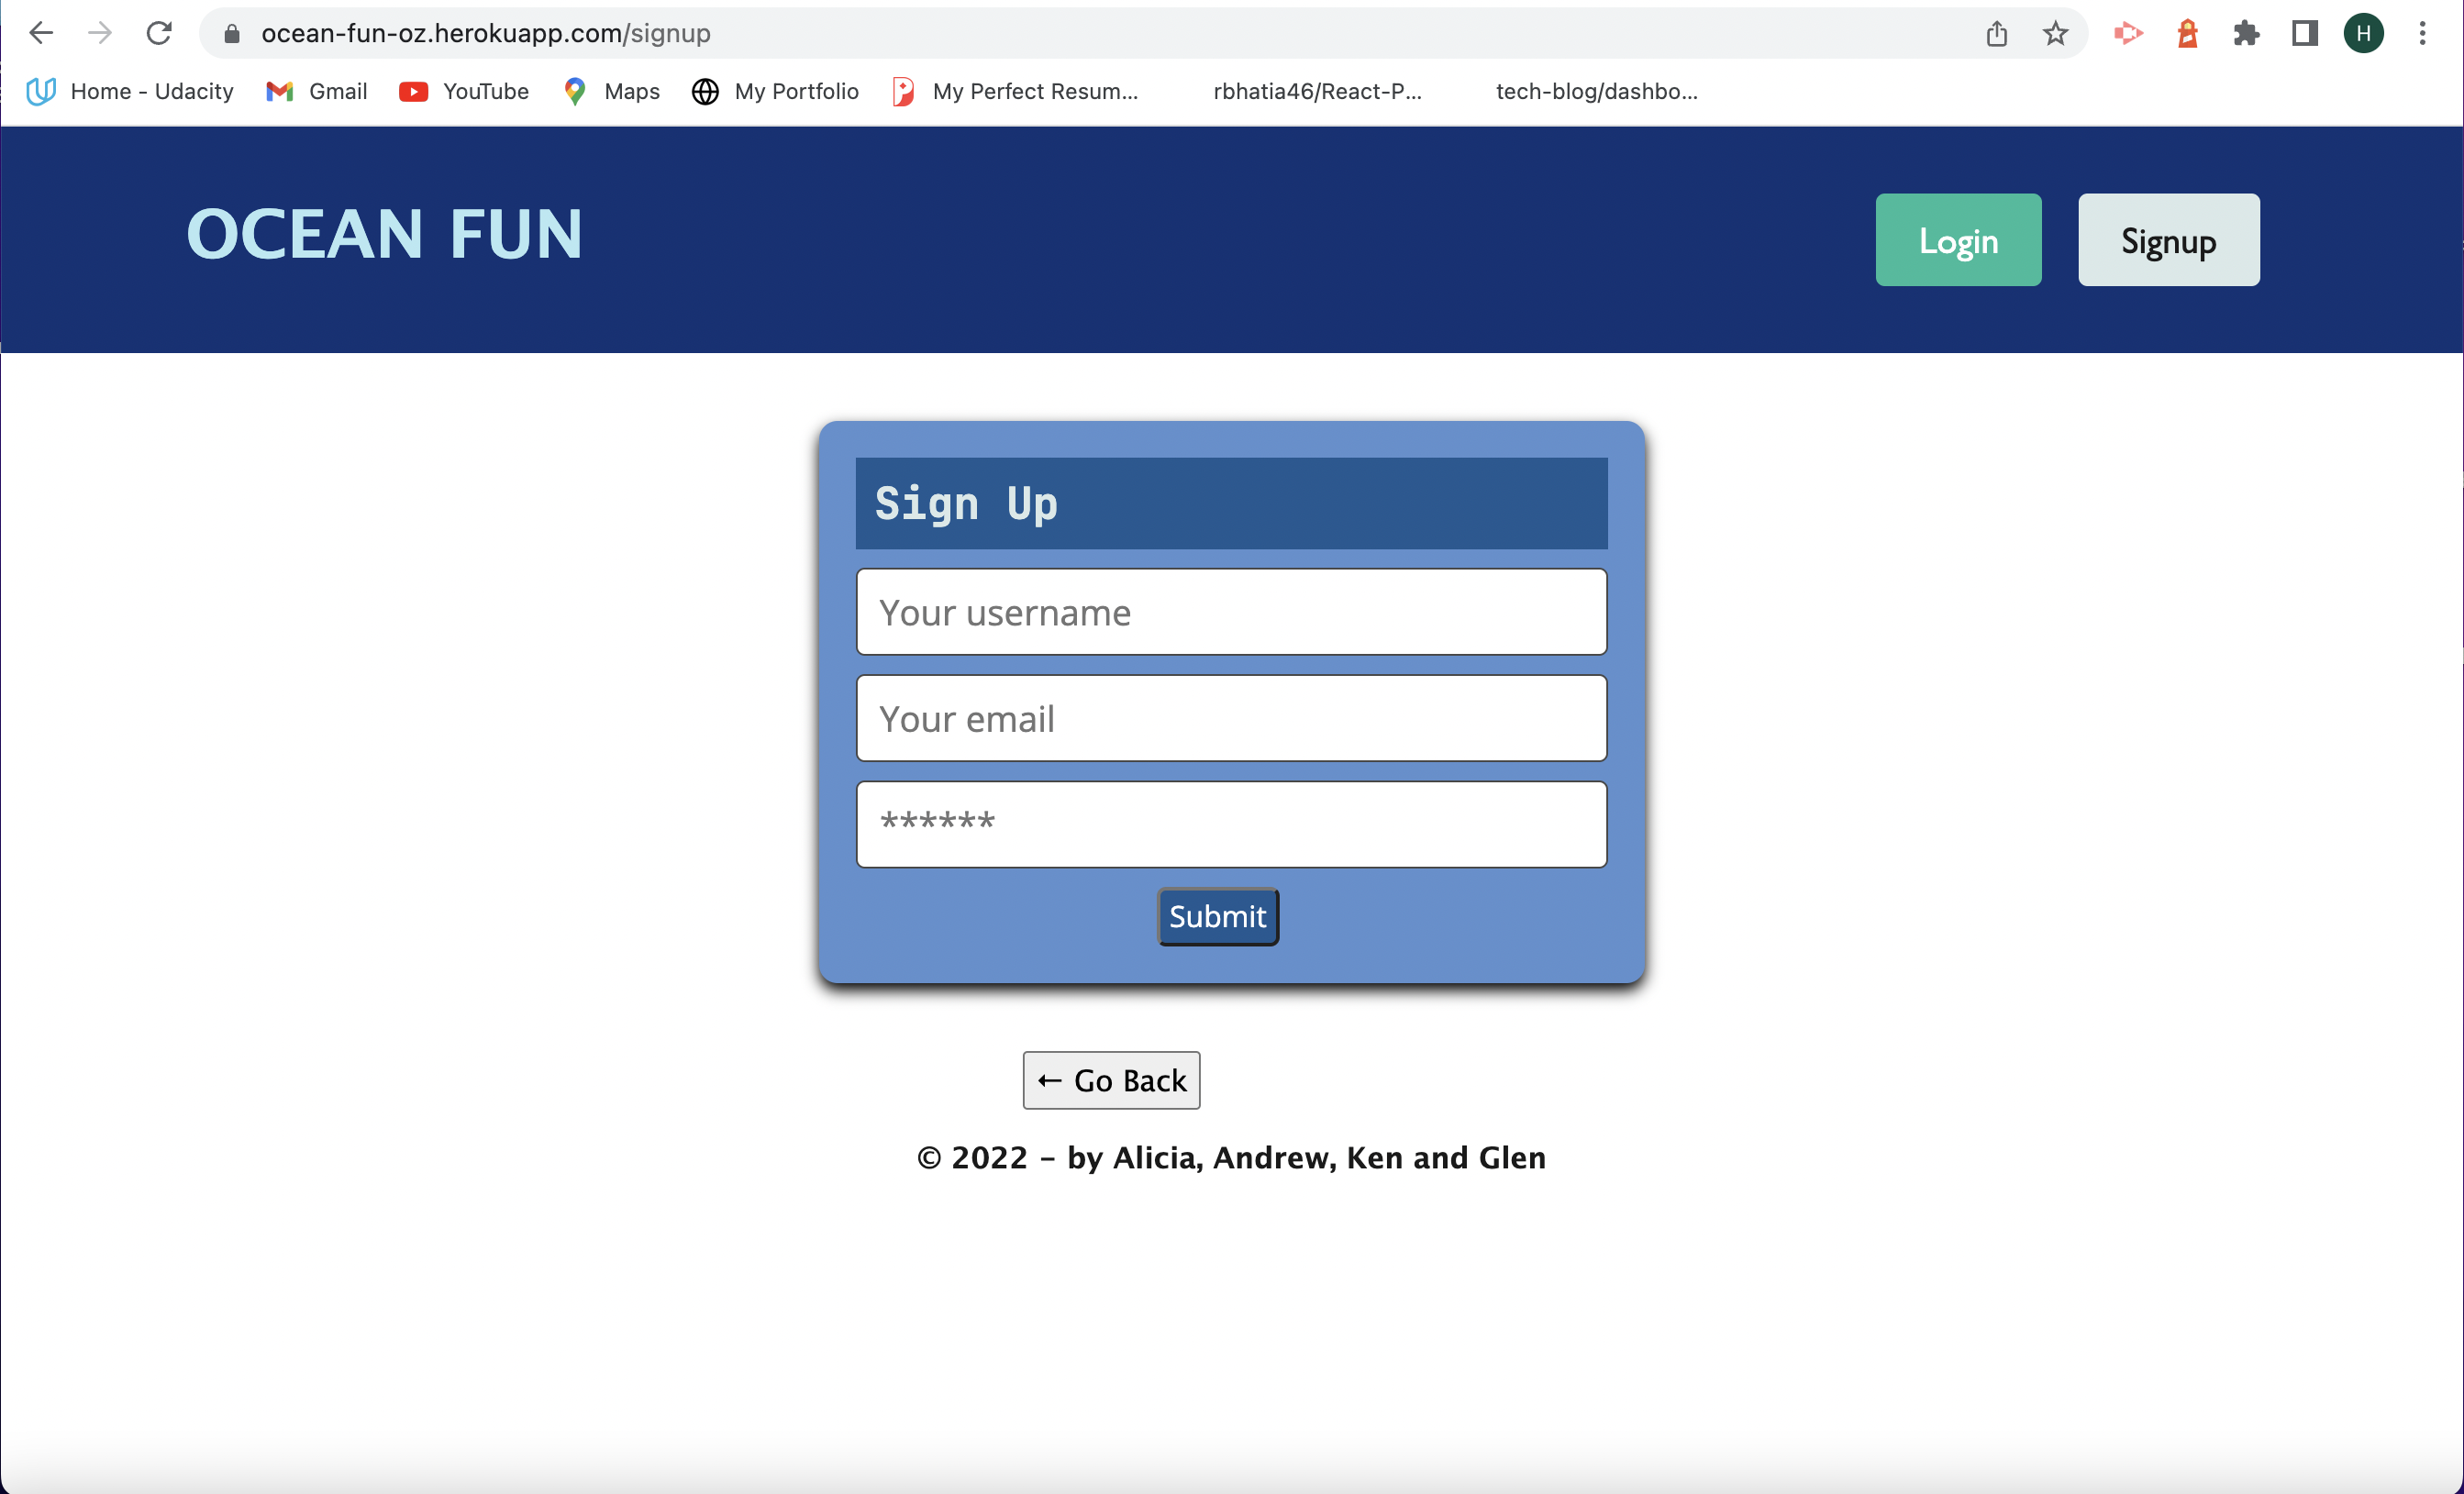 ocean-fun-oz.herokuapp.com/signup
H
Home - Udacity
Gmail
YouTube
Maps
My Portfolio
My Perfect Resum...
rbhatia46/React-P...
tech-blog/dashbo...
OCEAN FUN
Login
Signup
Sign Up
Your username
Your email
******
Submit
← Go Back
© 2022 - by Alicia, Andrew, Ken and Glen